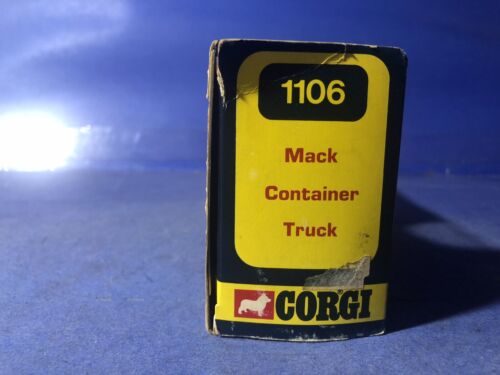 1106
Mack
Container
Truck
CORGI